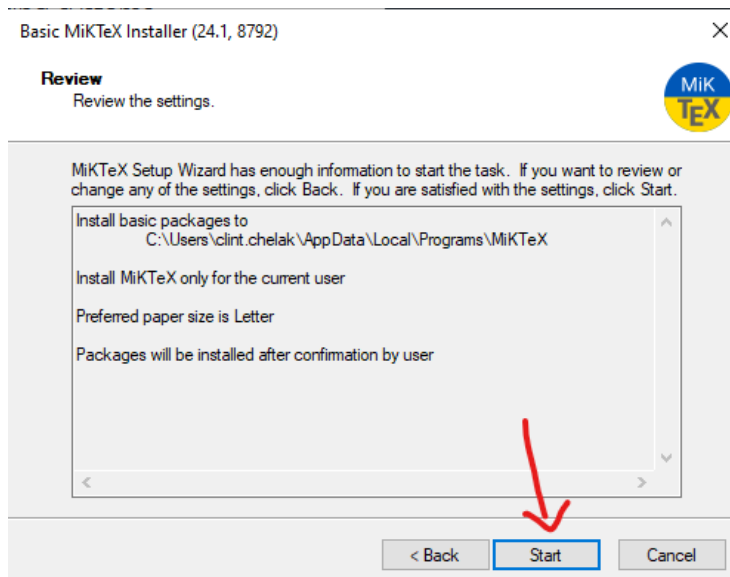 Basic MiKTeX Installer (24.1, 8792)
Review
Review the settings.
MiK
TEX
MiKTeX Setup Wizard has enough information to start the task. If you want to review or
change any of the settings, click Back. If you are satisfied with the settings, click Start.
Install basic packages to
C:\Users\clint.chelak\AppData\Local\Programs\MiKTeX
Install MiKTeX only for the current user
Preferred paper size is Letter
Packages will be installed after confirmation by user
< Back
Start
Cancel